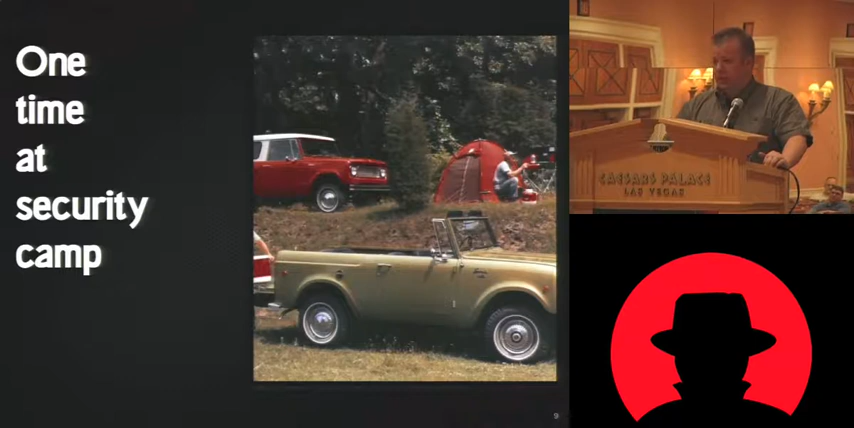 One
time
at
security
camp
CAESARS PALACE
LAS VEGAS
9